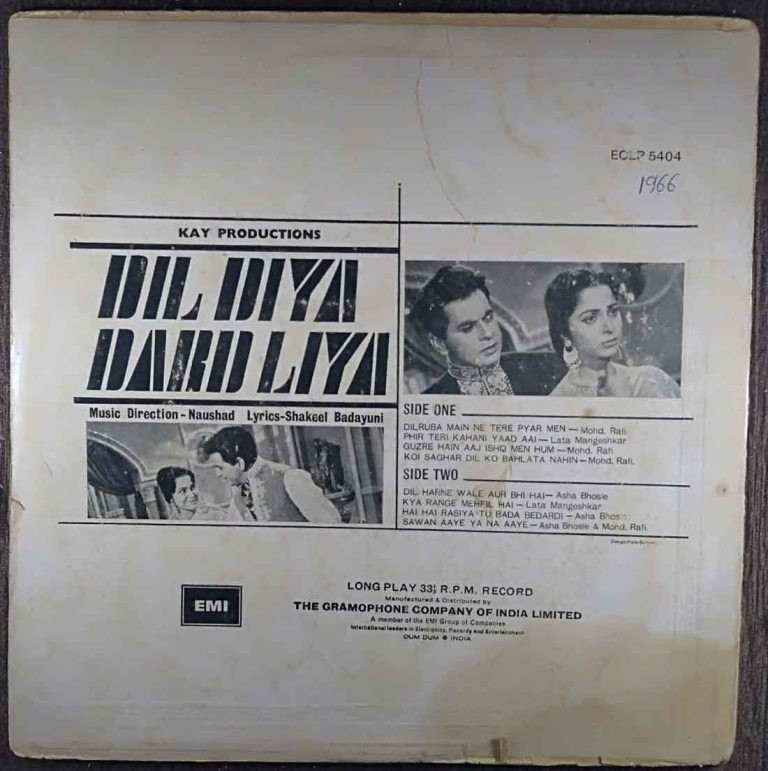 ECLP 5404
1966
KAY PRODUCTIONS
DIL DIYA
DARD LIYA
Music Direction - Naushad Lyrics-Shakeel Badayuni
SIDE ONE
DILRUBA MAIN NE TERE PYAR MEN — Mohd. Rafi
PHIR TERI KAHANI YAAD AAI — Lata Mangeshkar
GUZRE HAIN AAJ ISHQ MEN HUM — Mohd. Rafi
KOI SAGHAR DIL KO BAHLATA NAHIN — Mohd. Rafi.
SIDE TWO
DIL HARNE WALE AUR BHI HAI — Asha Bhosle
KYA RANGE MEHFIL HAI — Lata Mangeshkar
HAI HAI RASIYA TU BADA BEDARDI — Asha Bhosle
SAWAN AAYE YA NA AAYE — Asha Bhosle & Mohd. Rafi.
EMI
LONG PLAY 33⅓ R.P.M. RECORD
Manufactured & Distributed by
THE GRAMOPHONE COMPANY OF INDIA LIMITED
A member of the EMI Group of Companies
International leaders in Electronics, Records and Entertainment
DUM DUM ● INDIA